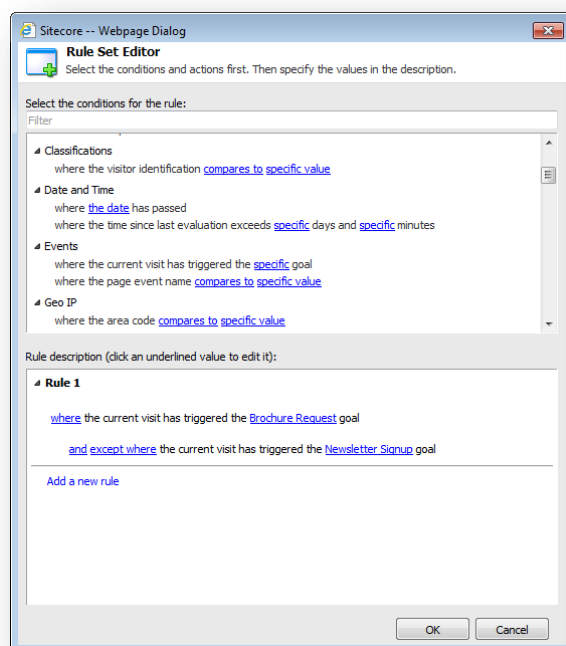 Sitecore -- Webpage Dialog
Rule Set Editor
Select the conditions and actions first. Then specify the values in the description.
Select the conditions for the rule:
Filter
Classifications
where the visitor identification compares to specific value
Date and Time
where the date has passed
where the time since last evaluation exceeds specific days and specific minutes
Events
where the current visit has triggered the specific goal
where the page event name compares to specific value
Geo IP
where the area code compares to specific value
Rule description (click an underlined value to edit it):
Rule 1
where the current visit has triggered the Brochure Request goal
and except where the current visit has triggered the Newsletter Signup goal
Add a new rule
OK Cancel